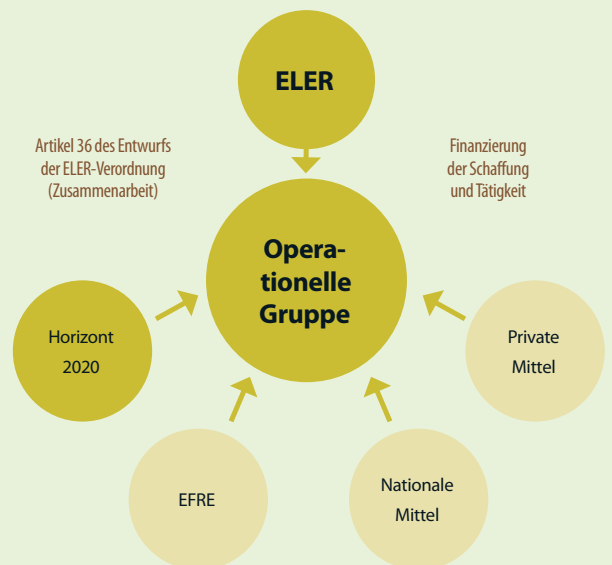 ELER
Artikel 36 des Entwurfs
der ELER-Verordnung
(Zusammenarbeit)
Finanzierung
der Schaffung
und Tätigkeit
Opera-
tionelle
Gruppe
Horizont
2020
Private
Mittel
EFRE
Nationale
Mittel